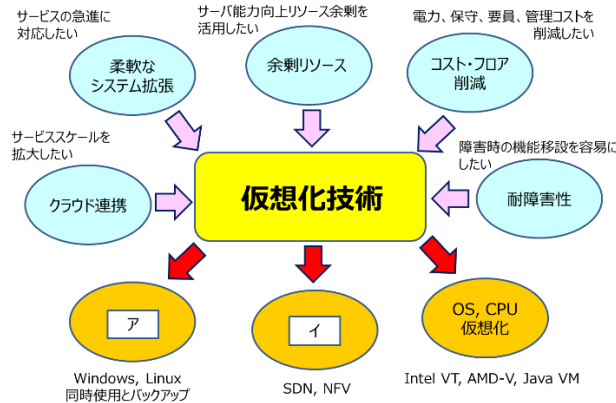 サービスの急進に
対応したい
サーバ能力向上リソース余剰を
活用したい
電力、保守、要員、管理コストを
削減したい
柔軟な
システム拡張
余剰リソース
コスト・フロア
削減
サービススケールを
拡大したい
障害時の機能移設を容易に
したい
クラウド連携
仮想化技術
耐障害性
ア
イ
OS, CPU
仮想化
Windows, Linux
同時使用とバックアップ
SDN, NFV
Intel VT, AMD-V, Java VM